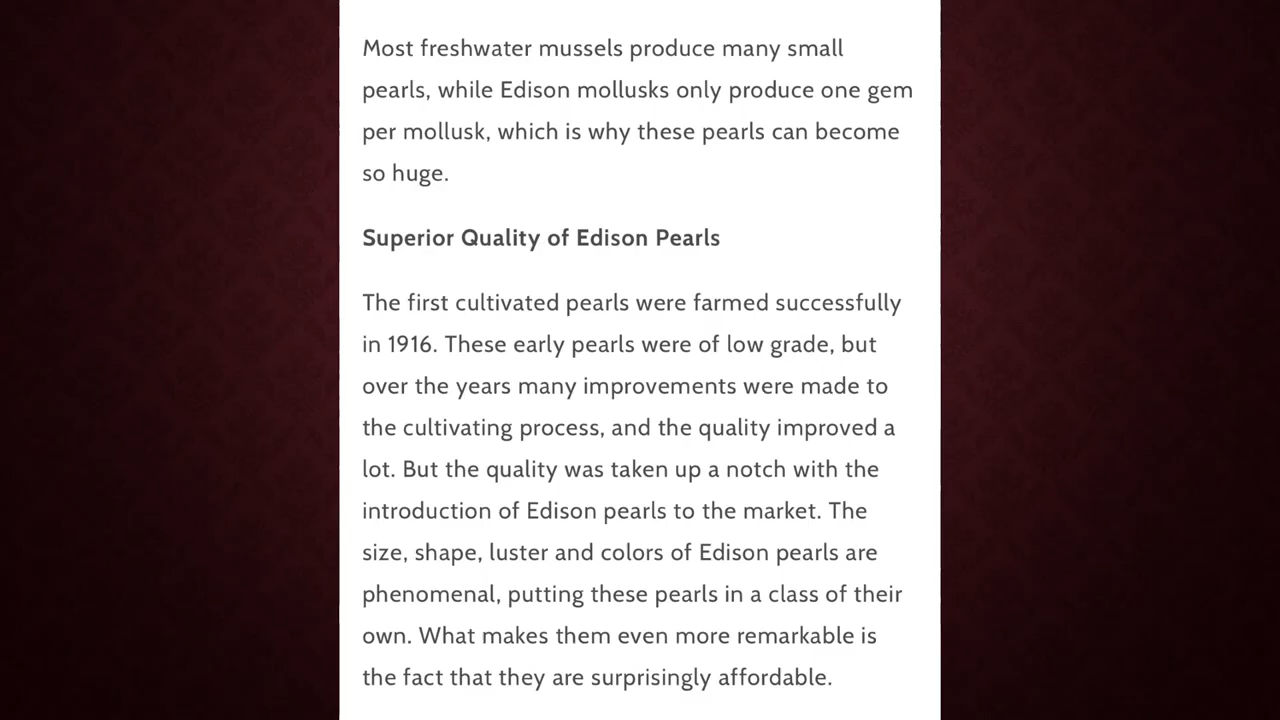 Most freshwater mussels produce many small
pearls, while Edison mollusks only produce one gem
per mollusk, which is why these pearls can become
so huge.
Superior Quality of Edison Pearls
The first cultivated pearls were farmed successfully
in 1916. These early pearls were of low grade, but
over the years many improvements were made to
the cultivating process, and the quality improved a
lot. But the quality was taken up a notch with the
introduction of Edison pearls to the market. The
size, shape, luster and colors of Edison pearls are
phenomenal, putting these pearls in a class of their
own. What makes them even more remarkable is
the fact that they are surprisingly affordable.